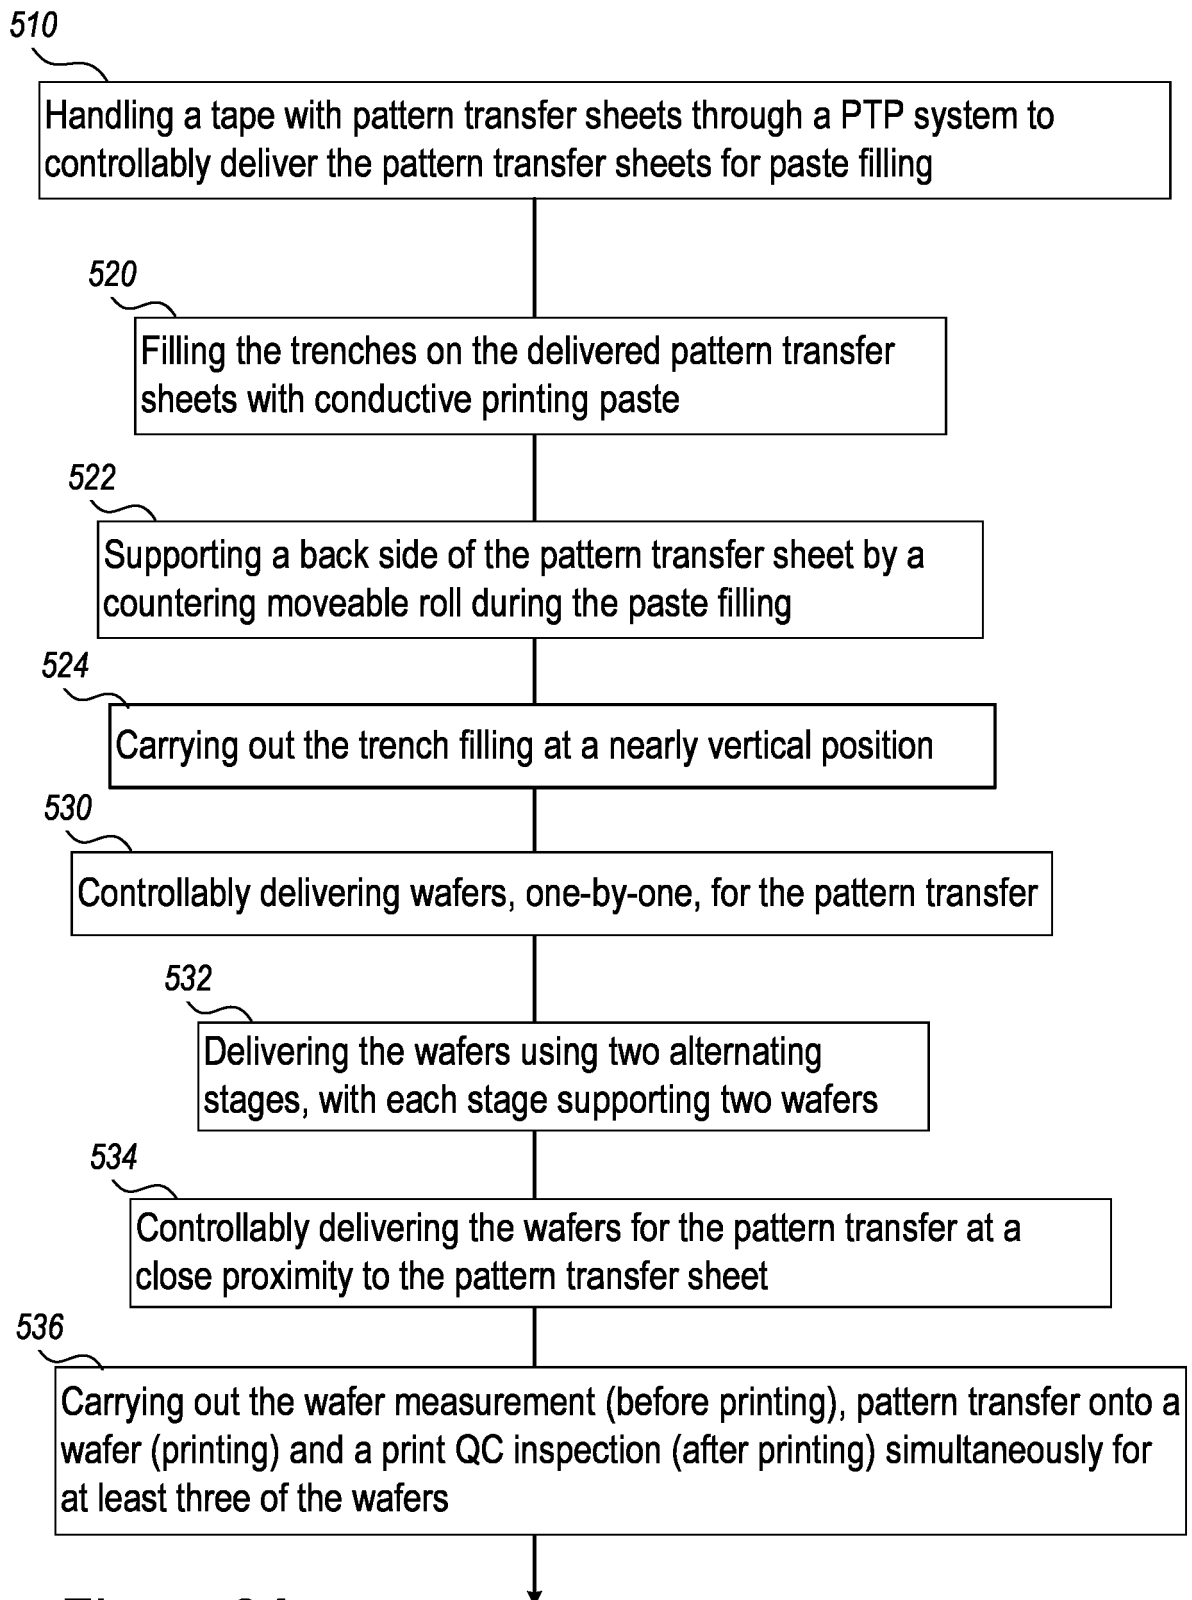 510
Handling a tape with pattern transfer sheets through a PTP system to
controllably deliver the pattern transfer sheets for paste filling
520
Filling the trenches on the delivered pattern transfer
sheets with conductive printing paste
522
Supporting a back side of the pattern transfer sheet by a
countering moveable roll during the paste filling
524
Carrying out the trench filling at a nearly vertical position
530
Controllably delivering wafers, one-by-one, for the pattern transfer
532
Delivering the wafers using two alternating
stages, with each stage supporting two wafers
534
Controllably delivering the wafers for the pattern transfer at a
close proximity to the pattern transfer sheet
536
Carrying out the wafer measurement (before printing), pattern transfer onto a
wafer (printing) and a print QC inspection (after printing) simultaneously for
at least three of the wafers